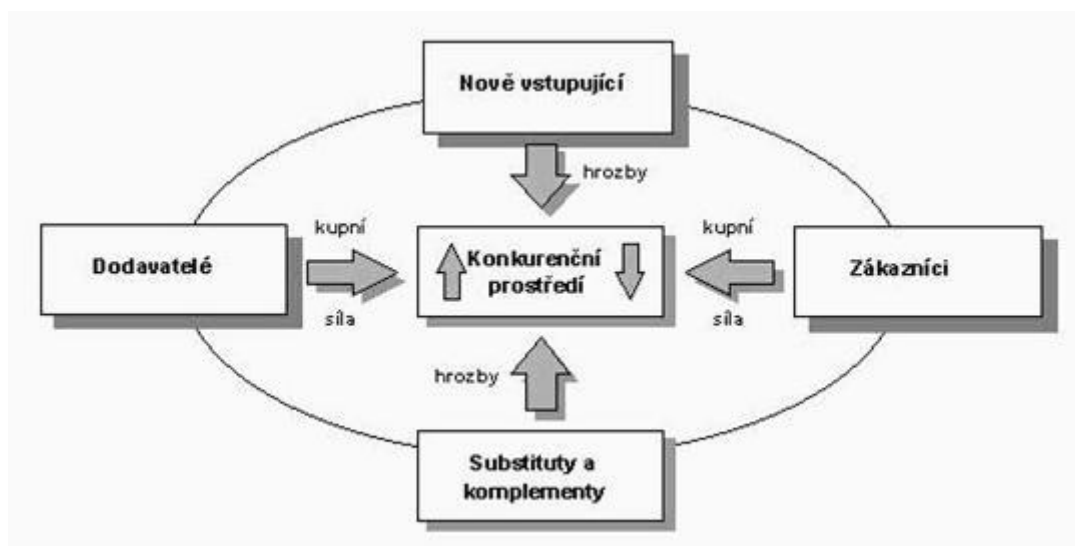 Nově vstupující
hrozby
kupní
síla
Dodavatelé
Konkurenční
prostředí
kupní
síla
Zákazníci
hrozby
Substituty a
komplementy